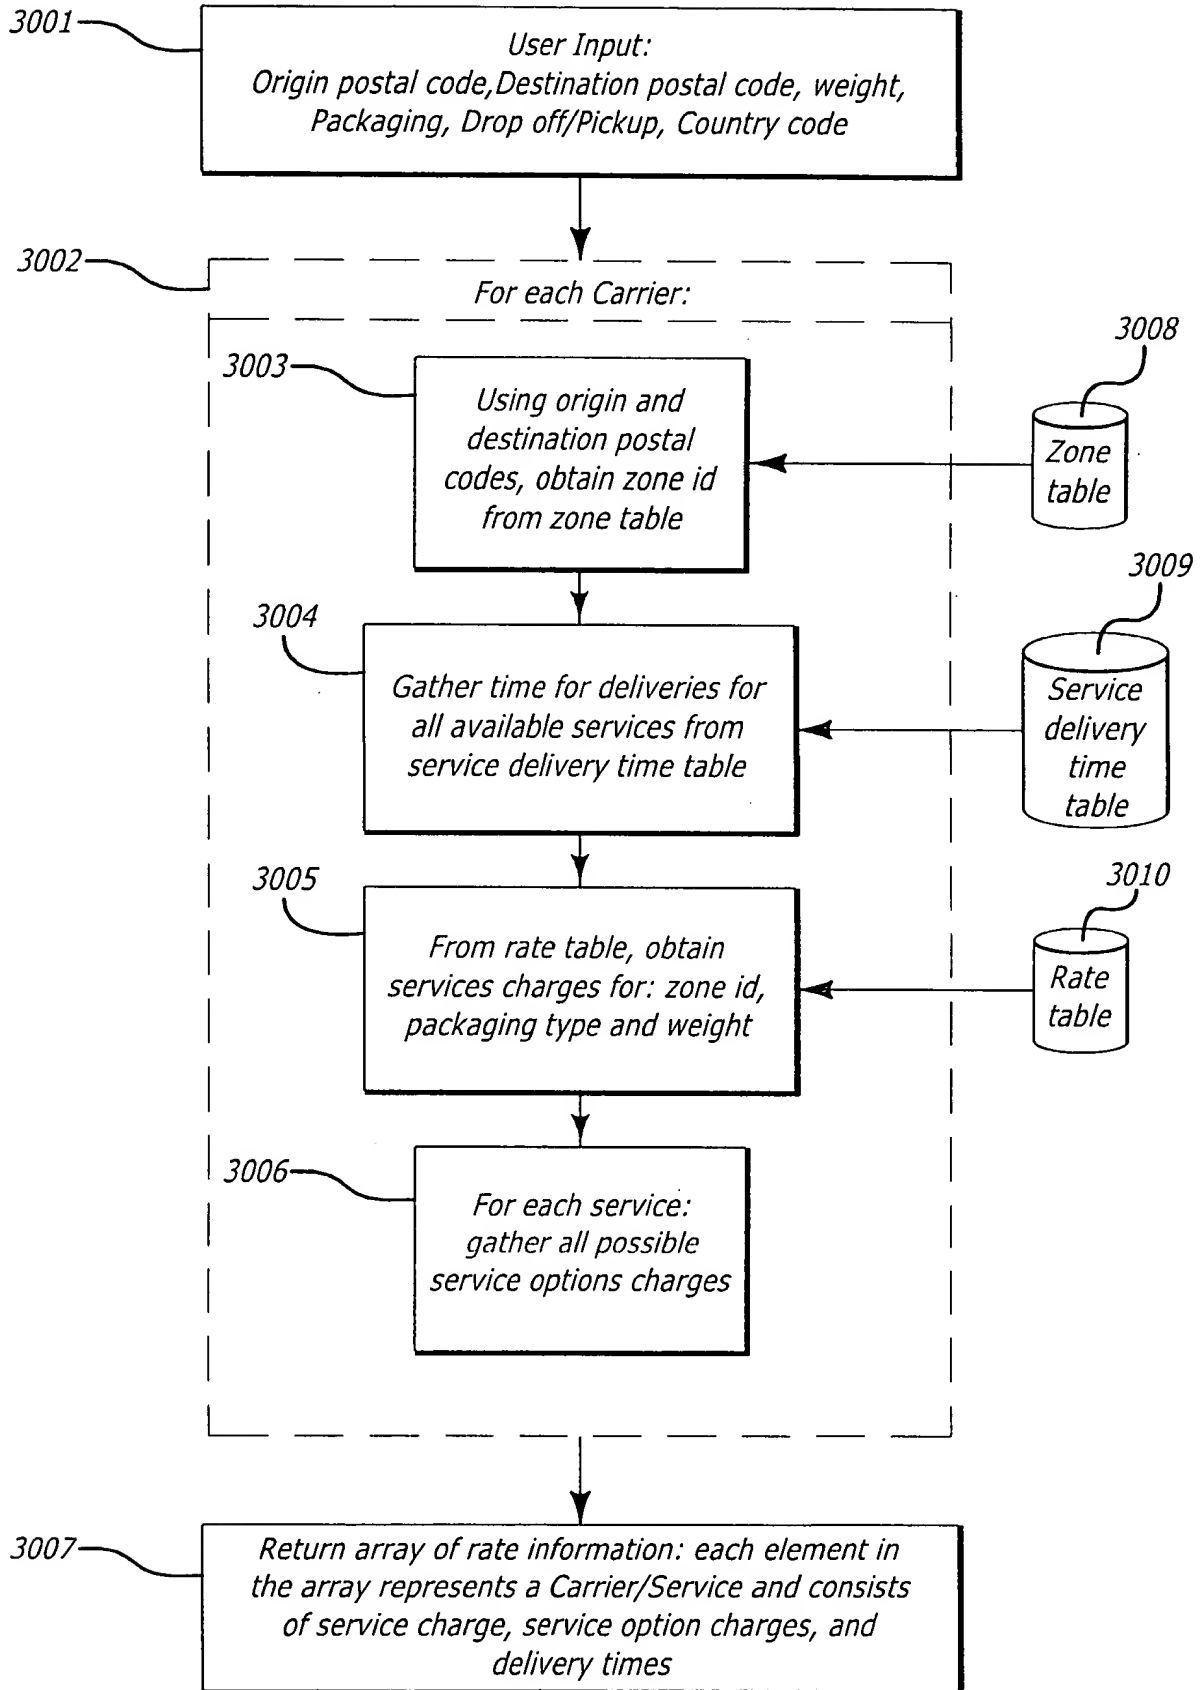 3001
User Input:
Origin postal code,Destination postal code, weight,
Packaging, Drop off/Pickup, Country code
3002
For each Carrier:
3003
Using origin and
destination postal
codes, obtain zone id
from zone table
3008
Zone
table
3004
Gather time for deliveries for
all available services from
service delivery time table
3009
Service
delivery
time
table
3005
From rate table, obtain
services charges for: zone id,
packaging type and weight
3010
Rate
table
3006
For each service:
gather all possible
service options charges
3007
Return array of rate information: each element in
the array represents a Carrier/Service and consists
of service charge, service option charges, and
delivery times